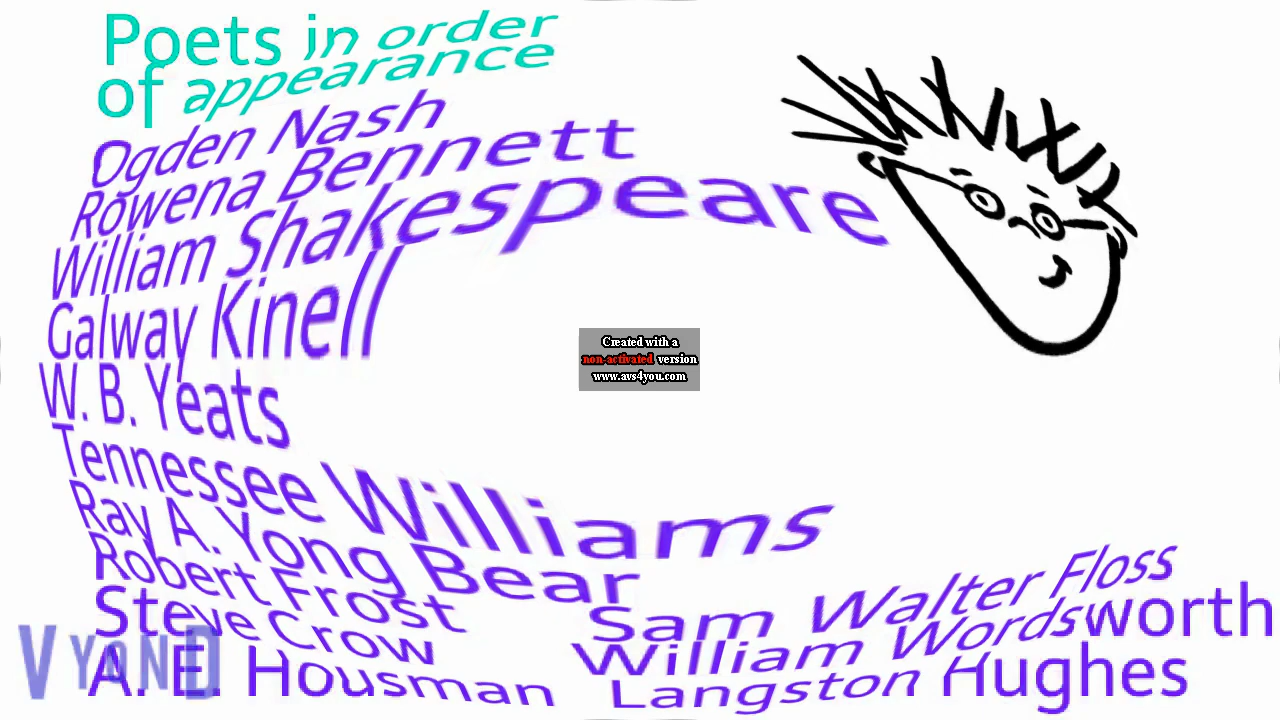 Poets in order
of appearance
Ogden Nash
Rowena Bennett
William Shakespeare
Galway Kinell
W. B. Yeats
Tennessee Williams
Ray A. Yong Bear
Robert Frost
Steve Crow
A. E. Housman
Sam Walter Floss
William Wordsworth
Langston Hughes
Created with a
non-activated version
www.avs4you.com
VYOND